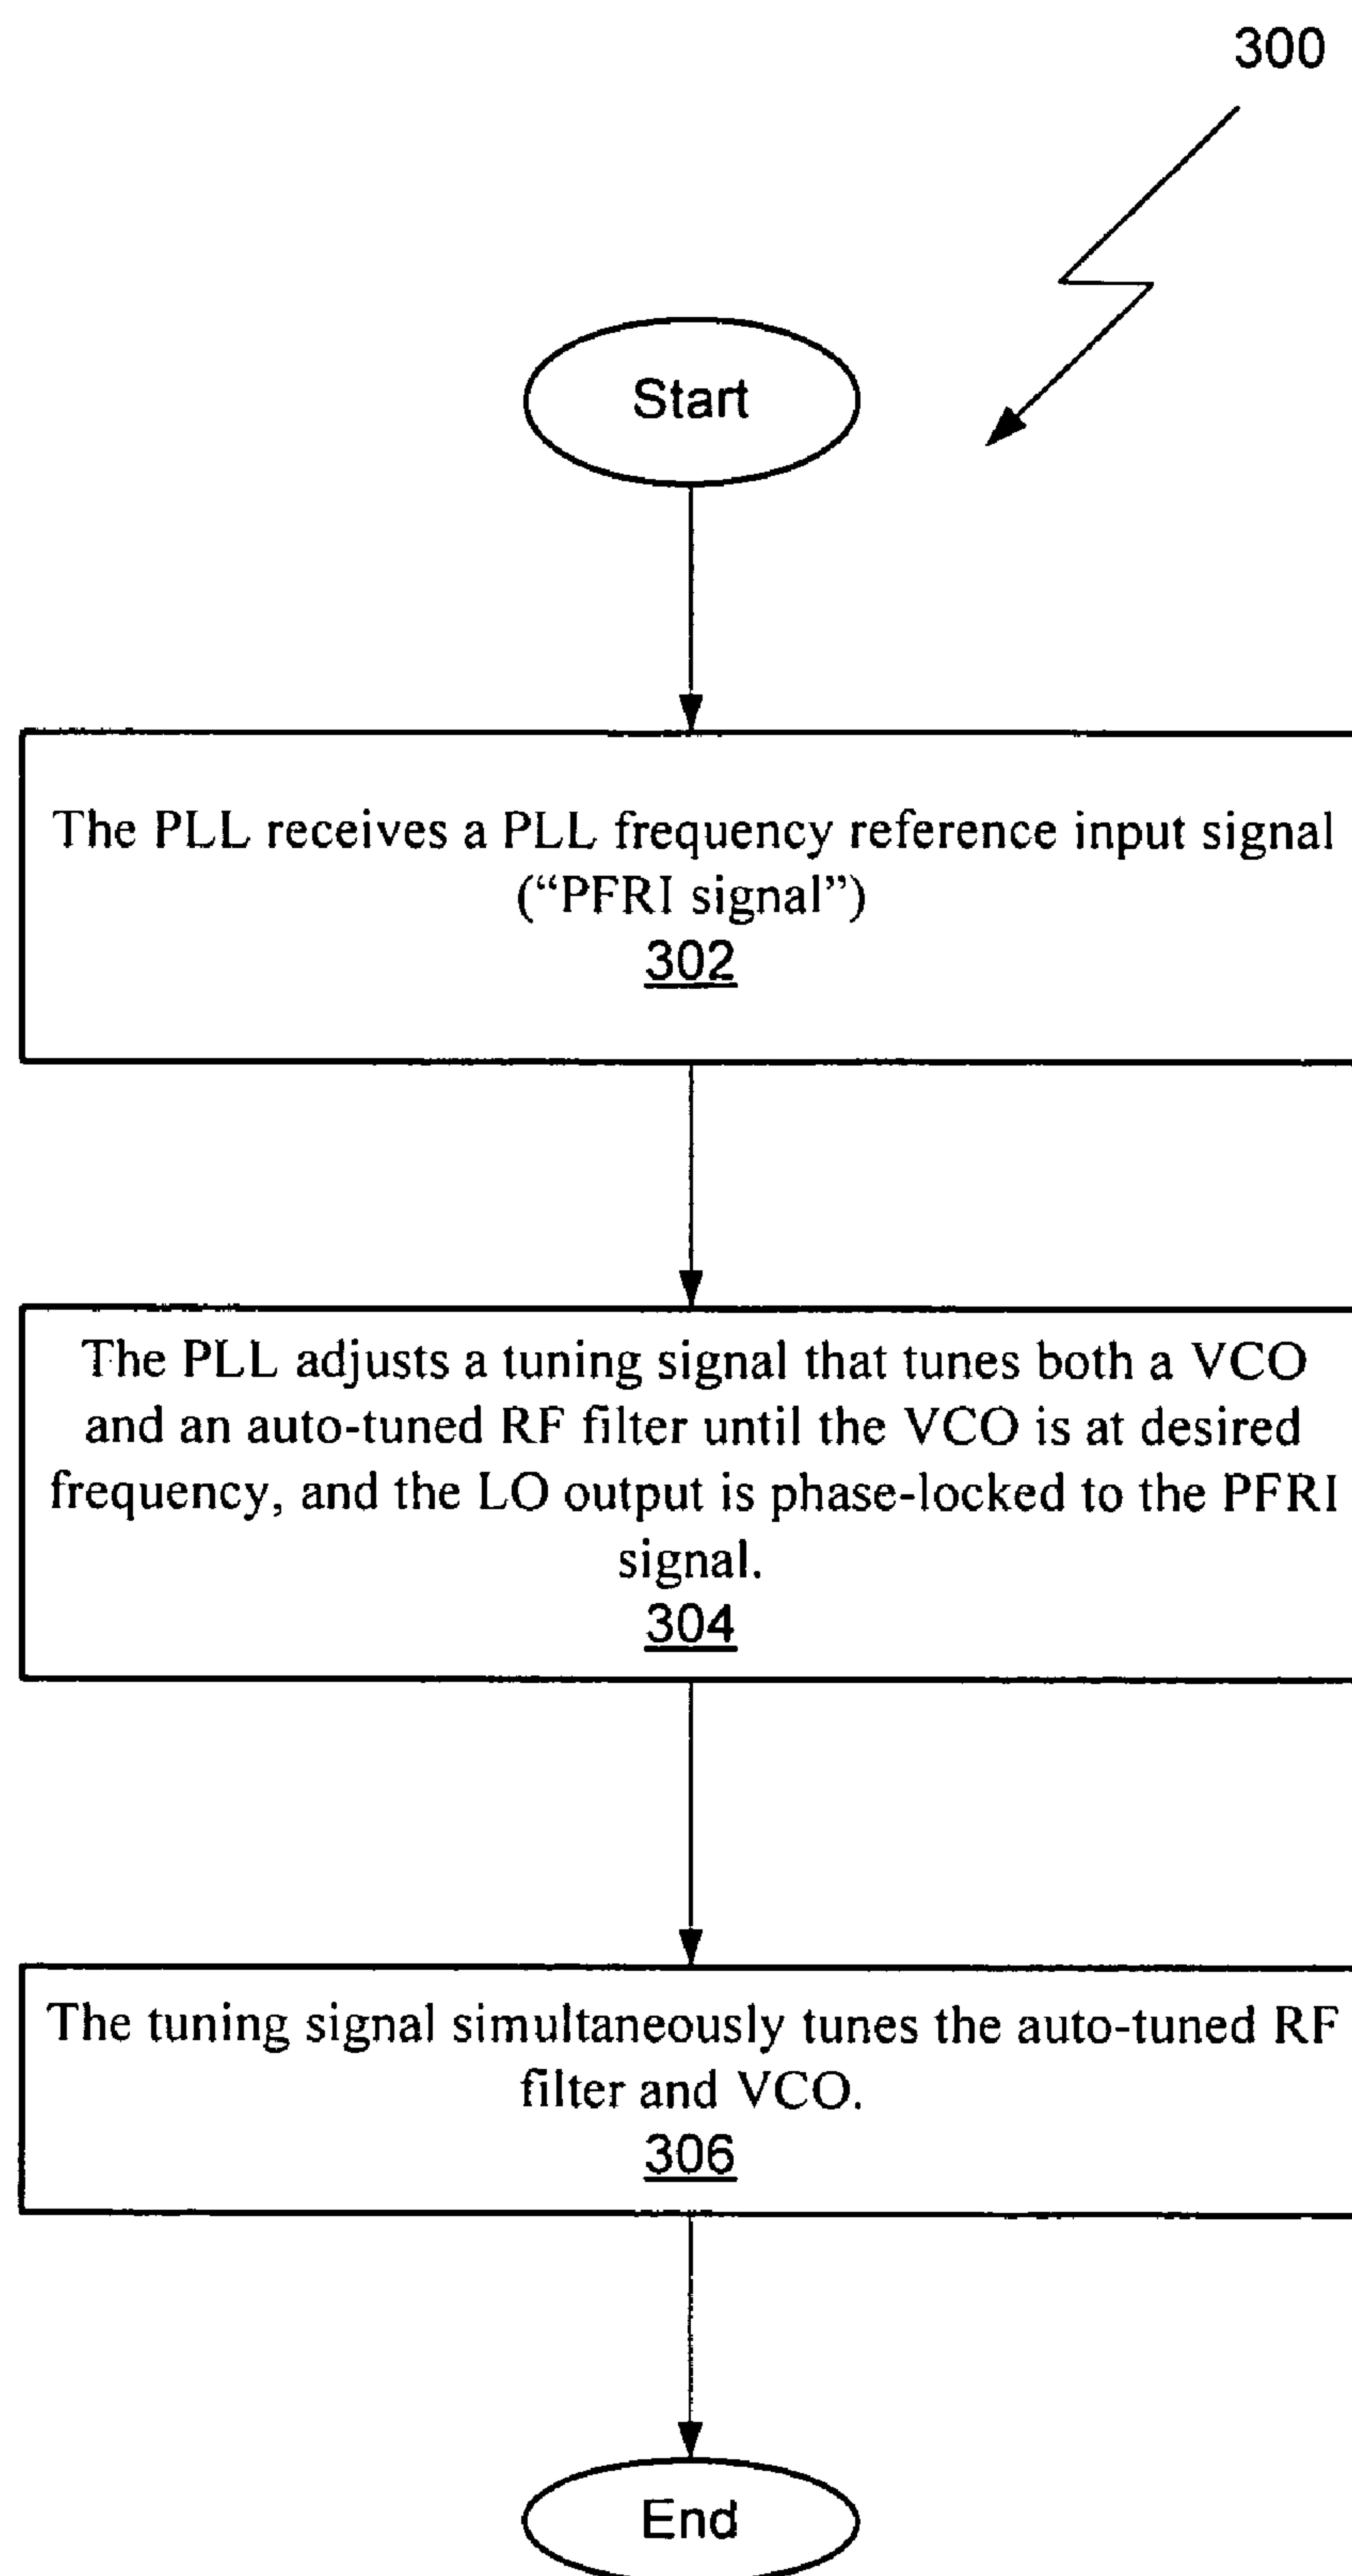 300
Start
The PLL receives a PLL frequency reference input signal
(“PFRI signal”)
302
The PLL adjusts a tuning signal that tunes both a VCO
and an auto-tuned RF filter until the VCO is at desired
frequency, and the LO output is phase-locked to the PFRI
signal.
304
The tuning signal simultaneously tunes the auto-tuned RF
filter and VCO.
306
End